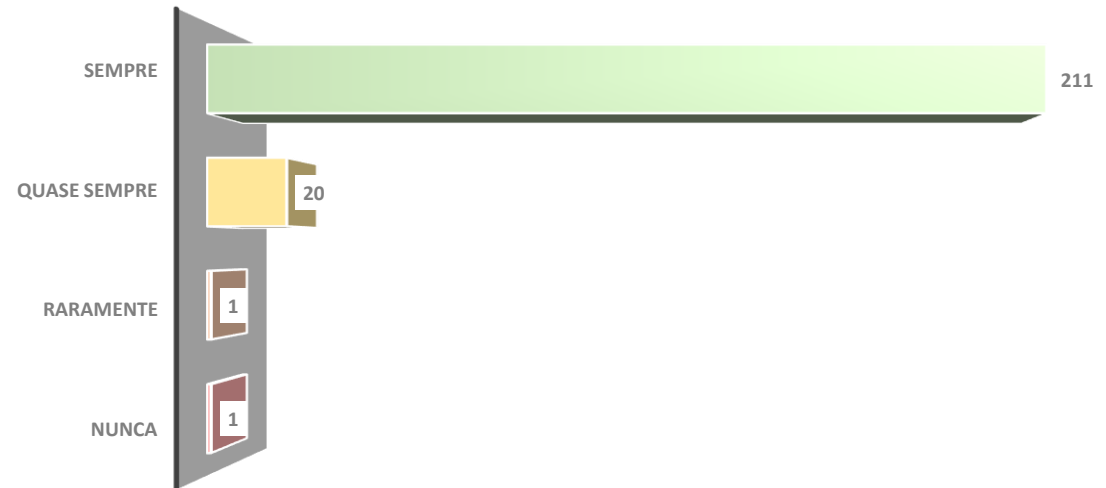 SEMPRE 211
QUASE SEMPRE 20
RARAMENTE 1
NUNCA 1